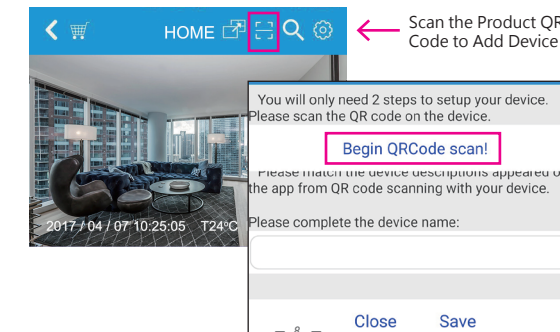 HOME
Scan the Product QR
Code to Add Device
2017 / 04 / 07 10:25:05 T24°C
You will only need 2 steps to setup your device.
Please scan the QR code on the device.
Begin QRCode scan!
Please match the device descriptions appeared o
the app from QR code scanning with your device.
Please complete the device name:
Close Save